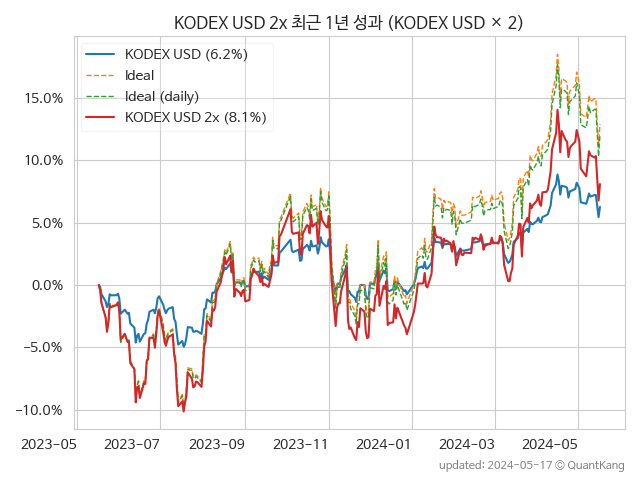 KODEX USD 2x 최근 1년 성과 (KODEX USD × 2)
KODEX USD (6.2%)
Ideal
Ideal (daily)
KODEX USD 2x (8.1%)
15.0%
10.0%
5.0%
0.0%
−5.0%
−10.0%
2023−05 2023−07 2023−09 2023−11 2024−01 2024−03 2024−05
updated: 2024-05-17 ⓒ QuantKang